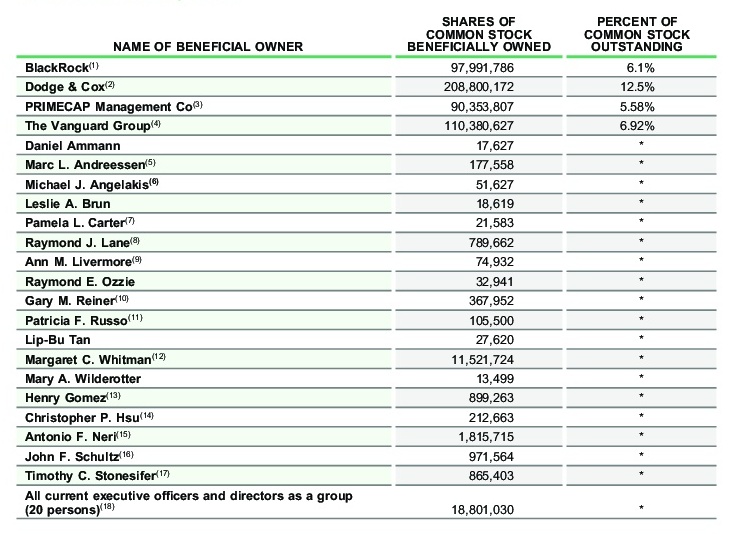 NAME OF BENEFICIAL OWNER SHARES OF COMMON STOCK BENEFICIALLY OWNED PERCENT OF COMMON STOCK OUTSTANDING
BlackRock(1) 97,991,786 6.1%
Dodge & Cox(2) 208,800,172 12.5%
PRIMECAP Management Co(3) 90,353,807 5.58%
The Vanguard Group(4) 110,380,627 6.92%
Daniel Ammann 17,627 *
Marc L. Andreessen(5) 177,558 *
Michael J. Angelakis(6) 51,627 *
Leslie A. Brun 18,619 *
Pamela L. Carter(7) 21,583 *
Raymond J. Lane(8) 789,662 *
Ann M. Livermore(9) 74,932 *
Raymond E. Ozzie 32,941 *
Gary M. Reiner(10) 367,952 *
Patricia F. Russo(11) 105,500 *
Lip-Bu Tan 27,620 *
Margaret C. Whitman(12) 11,521,724 *
Mary A. Wilderotter 13,499 *
Henry Gomez(13) 899,263 *
Christopher P. Hsu(14) 212,663 *
Antonio F. Neri(15) 1,815,715 *
John F. Schultz(16) 971,564 *
Timothy C. Stonesifer(17) 865,403 *
All current executive officers and directors as a group
(20 persons)(18) 18,801,030 *